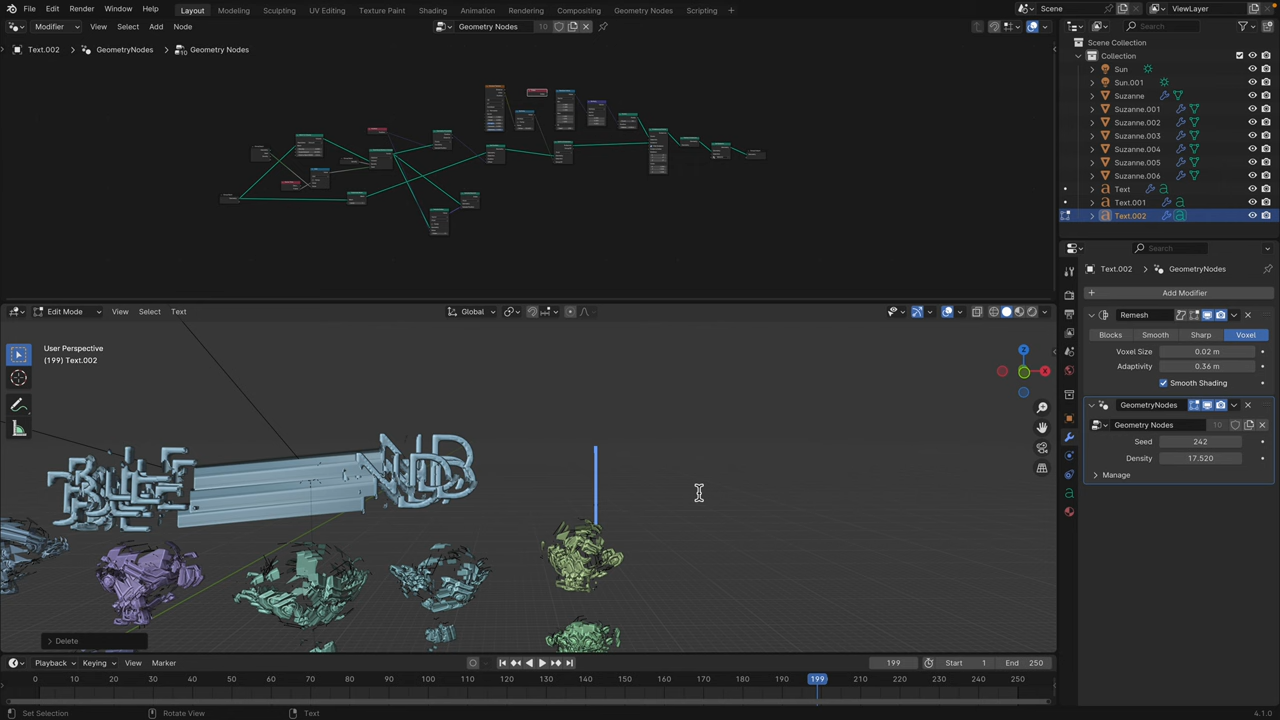 File Edit Render Window Help Layout Modeling Sculpting UV Editing Texture Paint Shading Animation Rendering Compositing Geometry Nodes Scripting + Scene ViewLayer
Modifier View Select Add Node Geometry Nodes 10
Text.002 > GeometryNodes > Geometry Nodes
Search
Scene Collection
Collection
Sun
Sun.001
Suzanne
Suzanne.001
Suzanne.002
Suzanne.003
Suzanne.004
Suzanne.005
Suzanne.006
Text
Text.001
Text.002
Search
Text.002 > GeometryNodes
+ Add Modifier
Remesh
Blocks Smooth Sharp Voxel
Voxel Size 0.02 m
Adaptivity 0.36 m
Smooth Shading
GeometryNodes
Geometry Nodes 10
Seed 242
Density 17.520
Manage
Edit Mode View Select Text Global
User Perspective
(199) Text.002
X
Z
Delete
Playback Keying View Marker 199 Start 1 End 250
0 10 20 30 40 50 60 70 80 90 100 110 120 130 140 150 160 170 180 190 199 210 220 230 240 250
Set Selection Rotate View Text 4.1.0